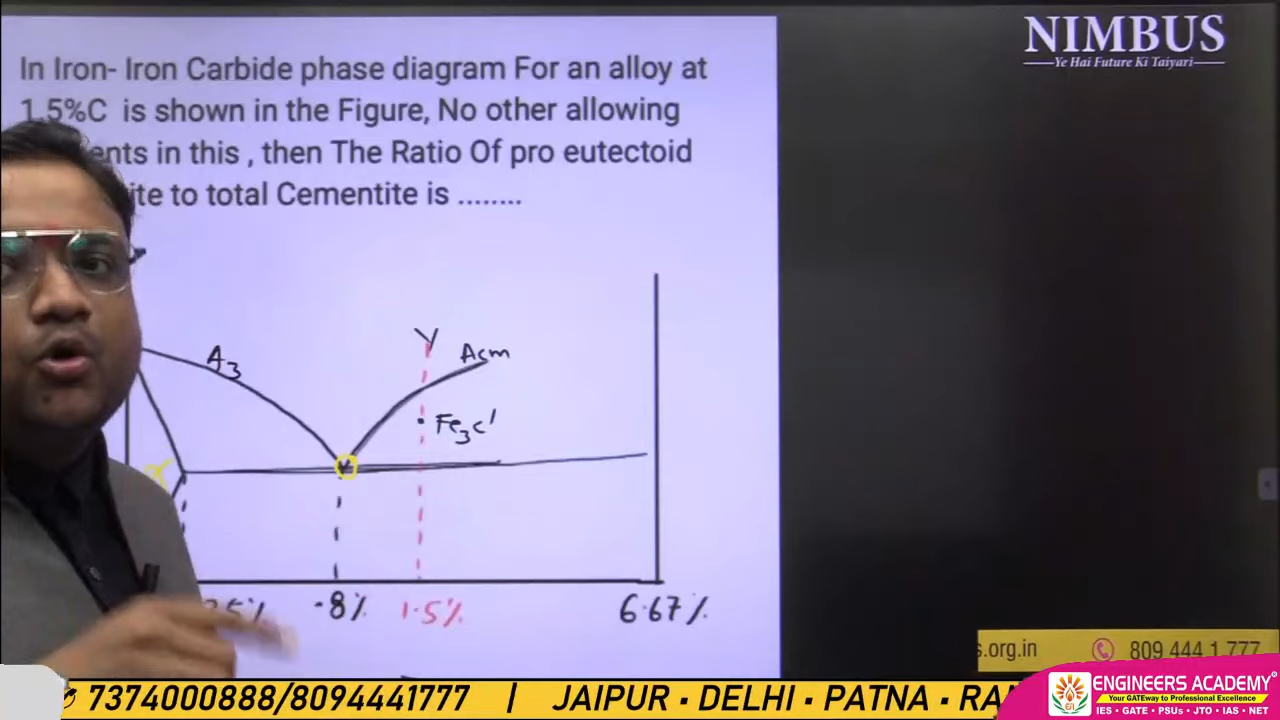 NIMBUS
Ye Hai Future Ki Taiyari
In Iron- Iron Carbide phase diagram For an alloy at
1.5%C is shown in the Figure, No other allowing
ents in this , then The Ratio Of pro eutectoid
ite to total Cementite is ........
Y
A3
Acm
Fe3C'
α
.8% 1.5% 6.67%
s.org.in 809 444 1 777
7374000888/8094441777 | JAIPUR • DELHI • PATNA • RAN
ENGINEERS ACADEMY
Your GATEway to Professional Excellence
IES • GATE • PSUs • JTO • IAS • NET